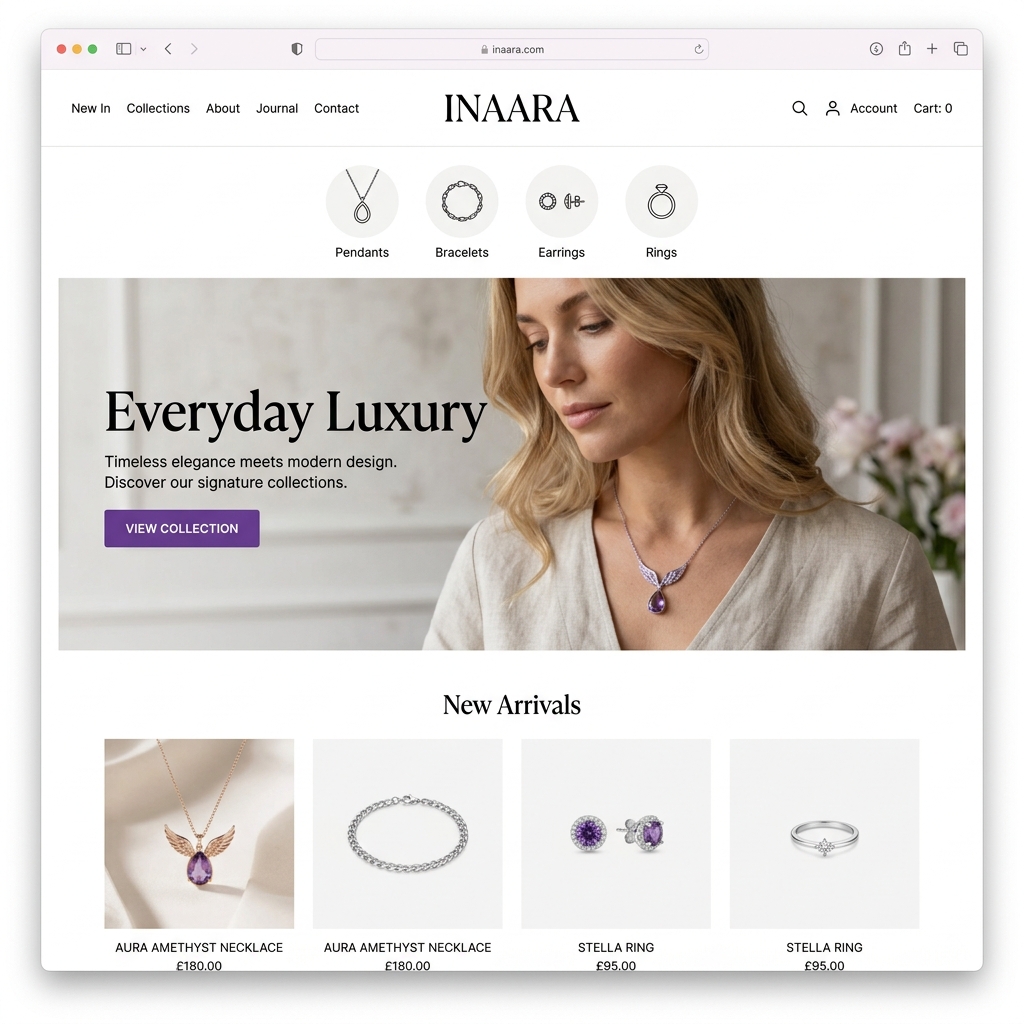 inaara.com
New In Collections About Journal Contact
INAARA
Account Cart: 0
Pendants Bracelets Earrings Rings
Everyday Luxury
Timeless elegance meets modern design.
Discover our signature collections.
VIEW COLLECTION
New Arrivals
AURA AMETHYST NECKLACE
£180.00
AURA AMETHYST NECKLACE
£180.00
STELLA RING
£95.00
STELLA RING
£95.00